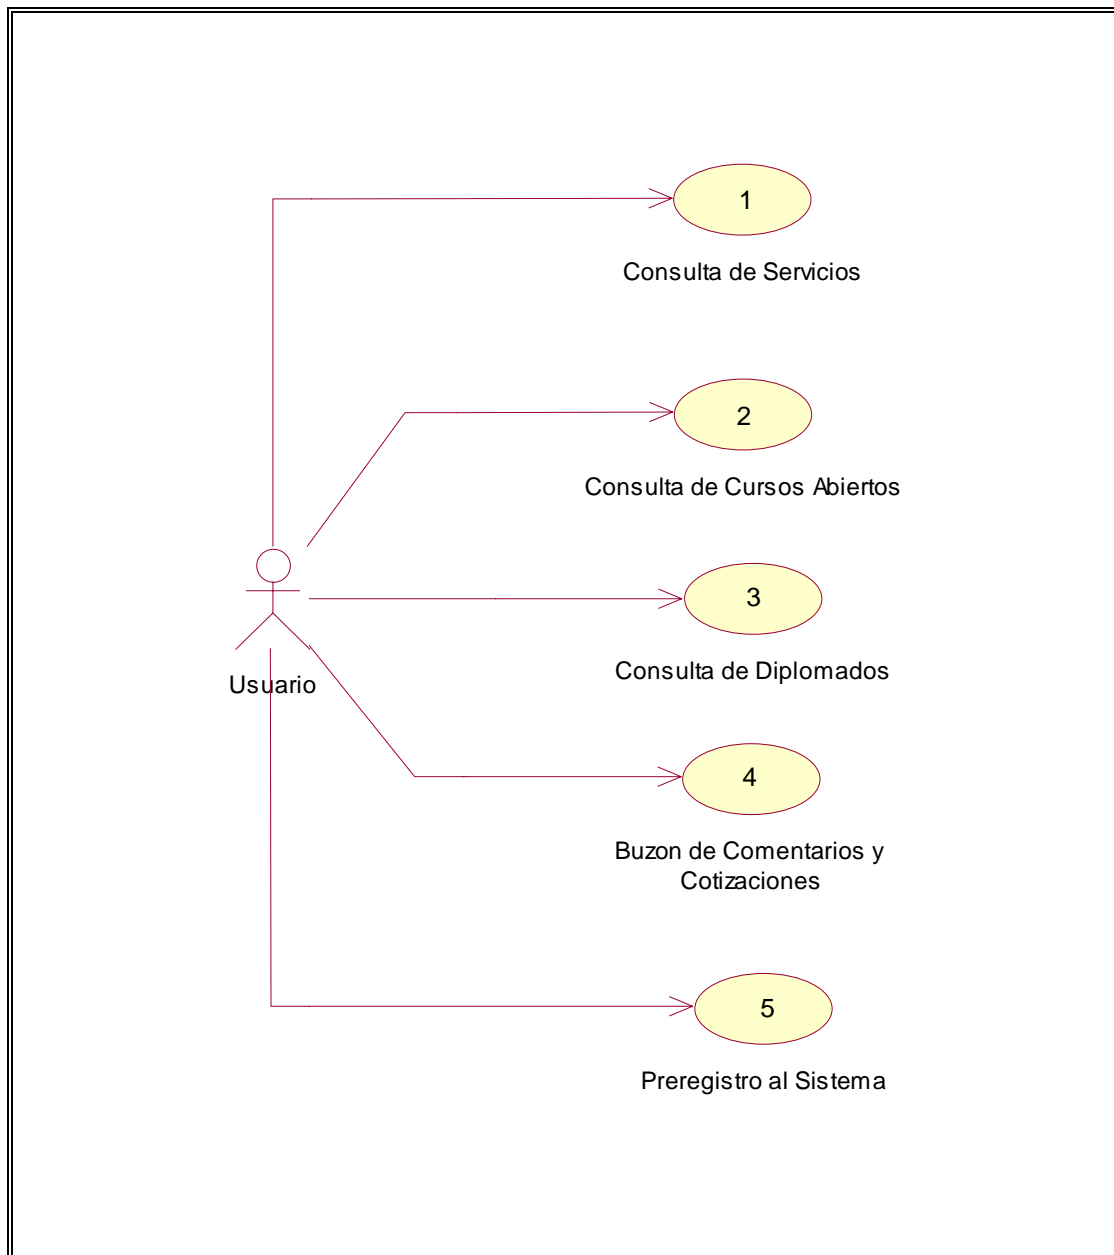 1
Consulta de Servicios
2
Consulta de Cursos Abiertos
3
Consulta de Diplomados
Usuario
4
Buzon de Comentarios y
Cotizaciones
5
Preregistro al Sistema